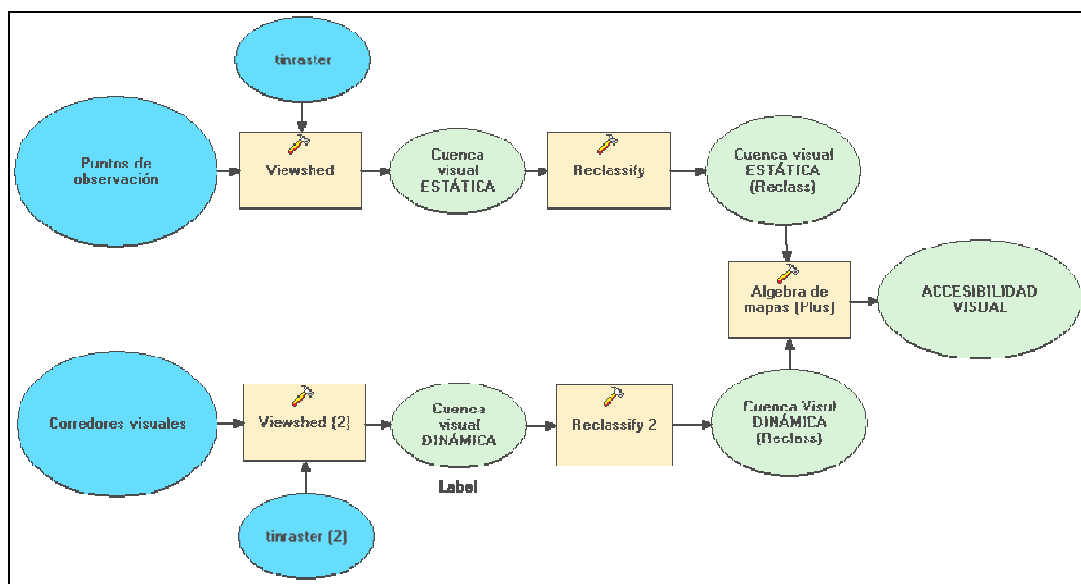 tinraster
Puntos de
observación
Viewshed
Cuenca
visual
ESTÁTICA
Reclassify
Cuenca visual
ESTÁTICA
(Reclass)
Algebra de
mapas (Plus)
ACCESIBILIDAD
VISUAL
Corredores visuales
Viewshed (2)
Cuenca
visual
DINÁMICA
Label
Reclassify 2
Cuenca Visul
DINÁMICA
(Reclass)
tinraster (2)